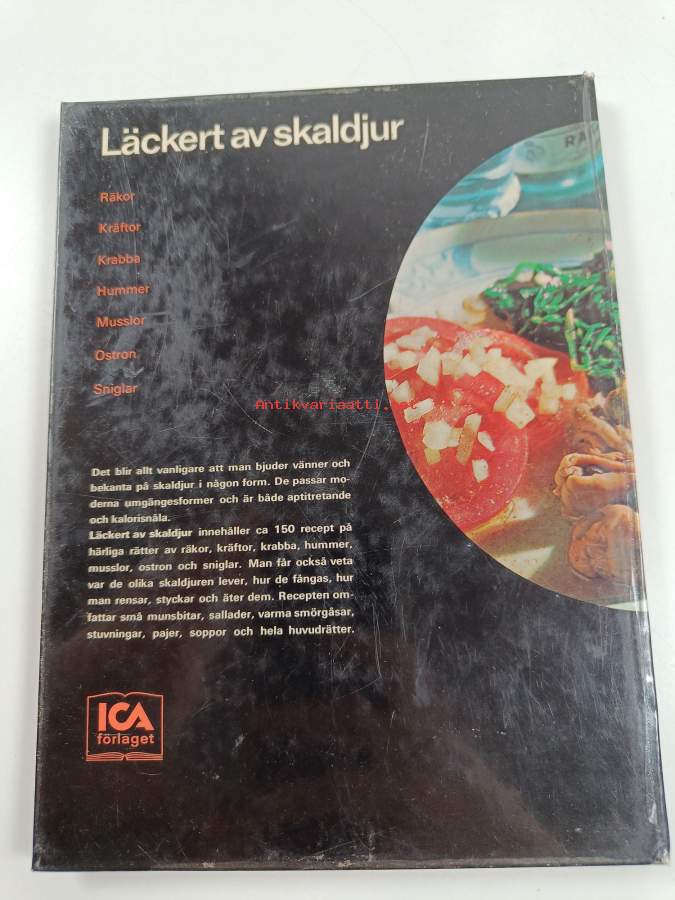 Läckert av skaldjur
Räkor
Kräftor
Krabba
Hummer
Musslor
Ostron
Sniglar
Antikvariaatti.
Det blir allt vanligare att man bjuder vänner och
bekanta på skaldjur i någon form. De passar mo-
derna umgängesformer och är både aptitretande
och kalorisnåla.
Läckert av skaldjur innehåller ca 150 recept på
härliga rätter av räkor, kräftor, krabba, hummer,
musslor, ostron och sniglar. Man får också veta
var de olika skaldjuren lever, hur de fångas, hur
man rensar, styckar och äter dem. Recepten om-
fattar små munsbitar, sallader, varma smörgåsar,
stuvningar, pajer, soppor och hela huvudrätter.
ICA
förlaget